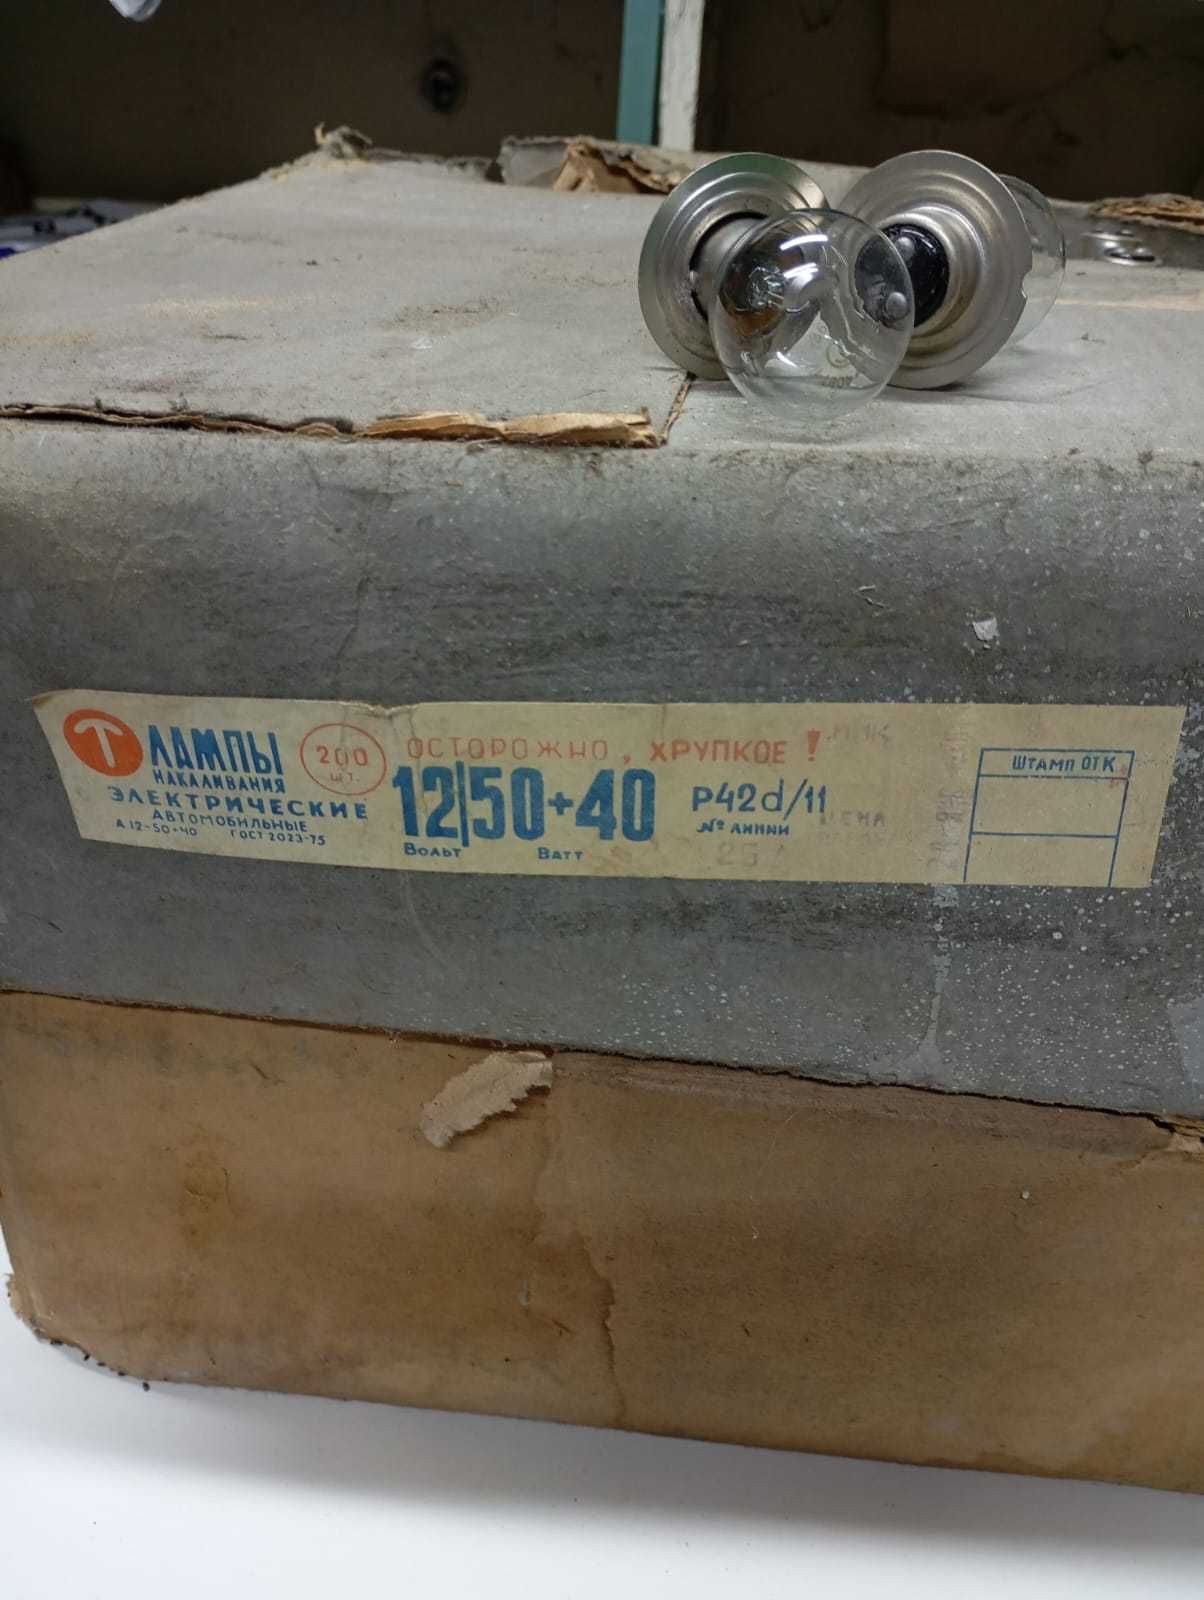 Т ЛАМПЫ
НАКАЛИВАНИЯ
ЭЛЕКТРИЧЕСКИЕ
АВТОМОБИЛЬНЫЕ
А 12-50+40 ГОСТ 2023-75
200
ШТ.
ОСТОРОЖНО, ХРУПКОЕ!
12|50+40
Вольт Ватт
P42d/11
№ ЛИНИИ
ЦЕНА
ШТАМП ОТК